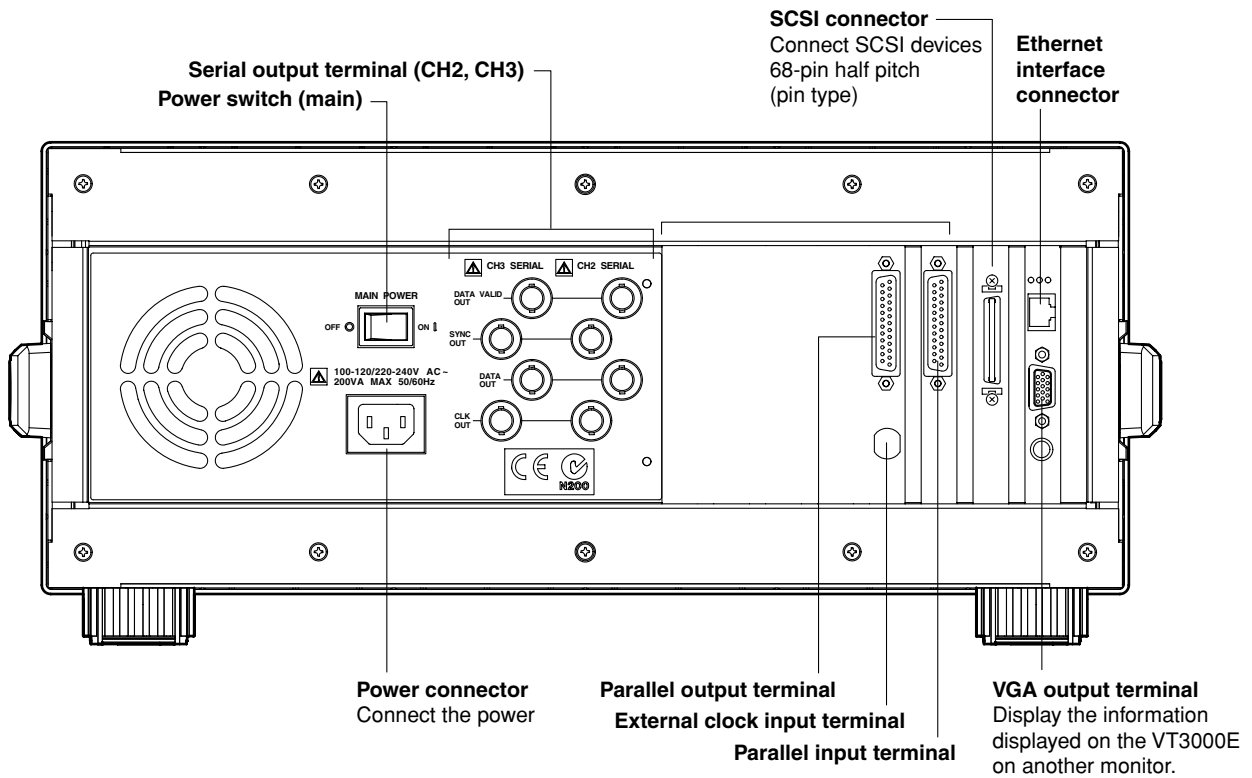 SCSI connector
Connect SCSI devices
68-pin half pitch
(pin type)
Ethernet
interface
connector
Serial output terminal (CH2, CH3)
Power switch (main)
CH3 SERIAL
CH2 SERIAL
MAIN POWER
OFF
ON
DATA VALID
OUT
SYNC
OUT
DATA
OUT
CLK
OUT
100-120/220-240V AC~
200VA MAX 50/60Hz
CE
N200
Power connector
Connect the power
Parallel output terminal
External clock input terminal
Parallel input terminal
VGA output terminal
Display the information
displayed on the VT3000E
on another monitor.